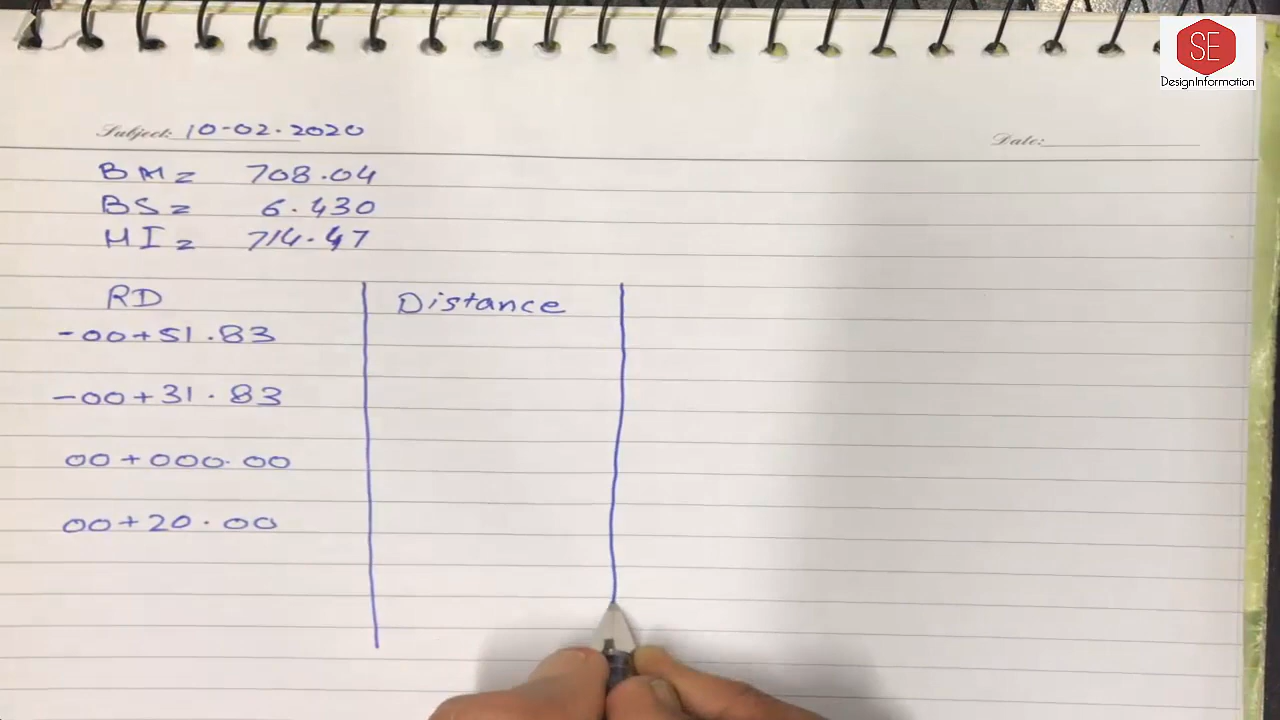 SE
DesignInformation
Subject: 10-02.2020
Date:
BM= 708.04
BS= 6.430
HI= 714.47
RD Distance
-00+51.83
-00+31.83
00+000.00
00+20.00